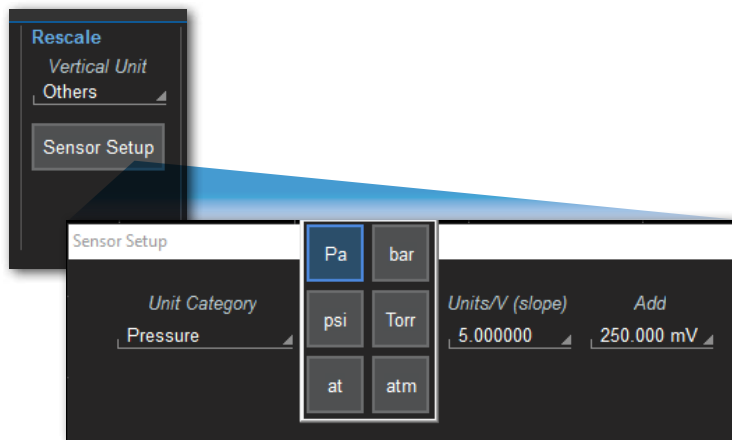 Rescale
Vertical Unit
Others
Sensor Setup
Sensor Setup
Pa bar
psi Torr
at atm
Unit Category
Pressure
Units/V (slope)
5.000000
Add
250.000 mV